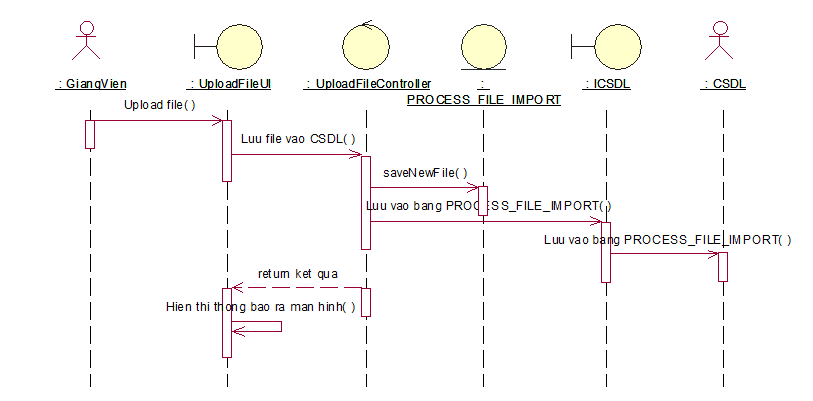 : GiangVien
: UploadFileUI
: UploadFileController
:
PROCESS_FILE_IMPORT
: ICSDL
: CSDL
Upload file( )
Luu file vao CSDL( )
saveNewFile( )
Luu vao bang PROCESS_FILE_IMPORT( )
Luu vao bang PROCESS_FILE_IMPORT( )
return ket qua
Hien thi thong bao ra man hinh( )